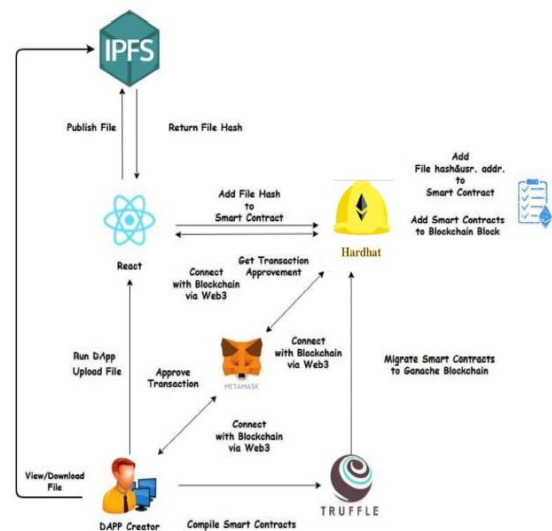 IPFS
Publish File
Return File Hash
Add
File hash&usr. addr.
to
Smart Contract
Add File Hash
to
Smart Contract
Add Smart Contracts
to Blockchain Block
React
Hardhat
Get Transaction
Approvement
Connect
with Blockchain
via Web3
Connect
with Blockchain
via Web3
Run DApp
Upload File
Approve
Transaction
METAMASK
Migrate Smart Contracts
to Ganache Blockchain
Connect
with Blockchain
via Web3
View/Download
File
TRUFFLE
DAPP Creator
Compile Smart Contracts